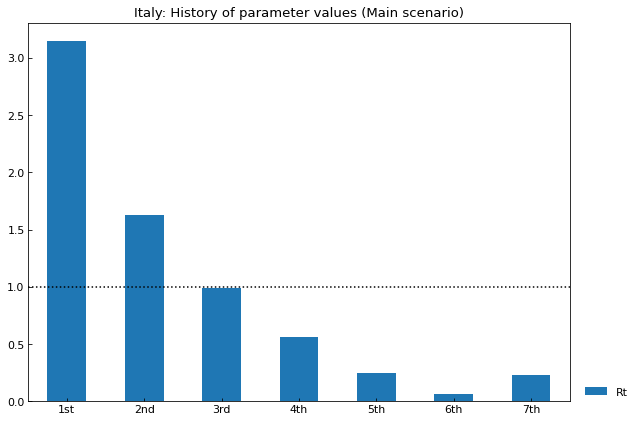 Italy: History of parameter values (Main scenario)
3.0
2.5
2.0
1.5
1.0
0.5
0.0
1st 2nd 3rd 4th 5th 6th 7th
Rt